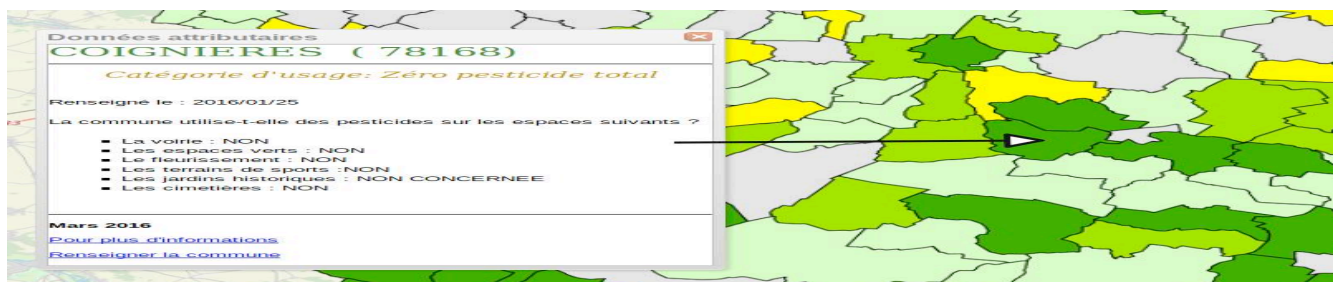 Données attributaires
COIGNIERES ( 78168)
Catégorie d'usage: Zéro pesticide total
Renseigné le : 2016/01/25
La commune utilise-t-elle des pesticides sur les espaces suivants ?
La voirie : NON
Les espaces verts : NON
Le fleurissement : NON
Les terrains de sports :NON
Les jardins historiques : NON CONCERNEE
Les cimetières : NON
Mars 2016
Pour plus d'informations
Renseigner la commune